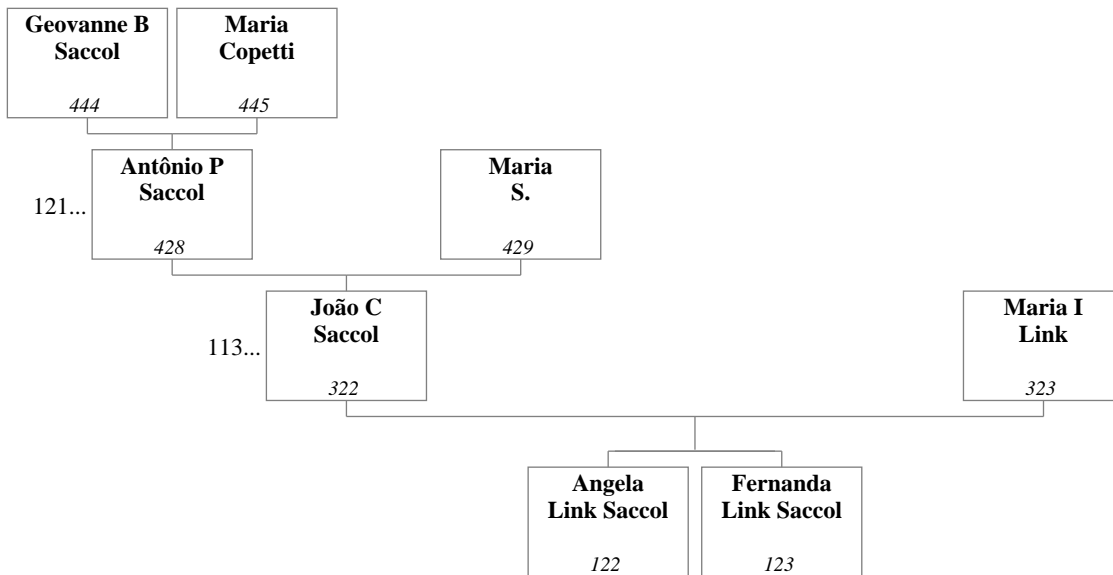 Geovanne B
Saccol
444
Maria
Copetti
445
121...
Antônio P
Saccol
428
Maria
S.
429
113...
João C
Saccol
322
Maria I
Link
323
Angela
Link Saccol
122
Fernanda
Link Saccol
123